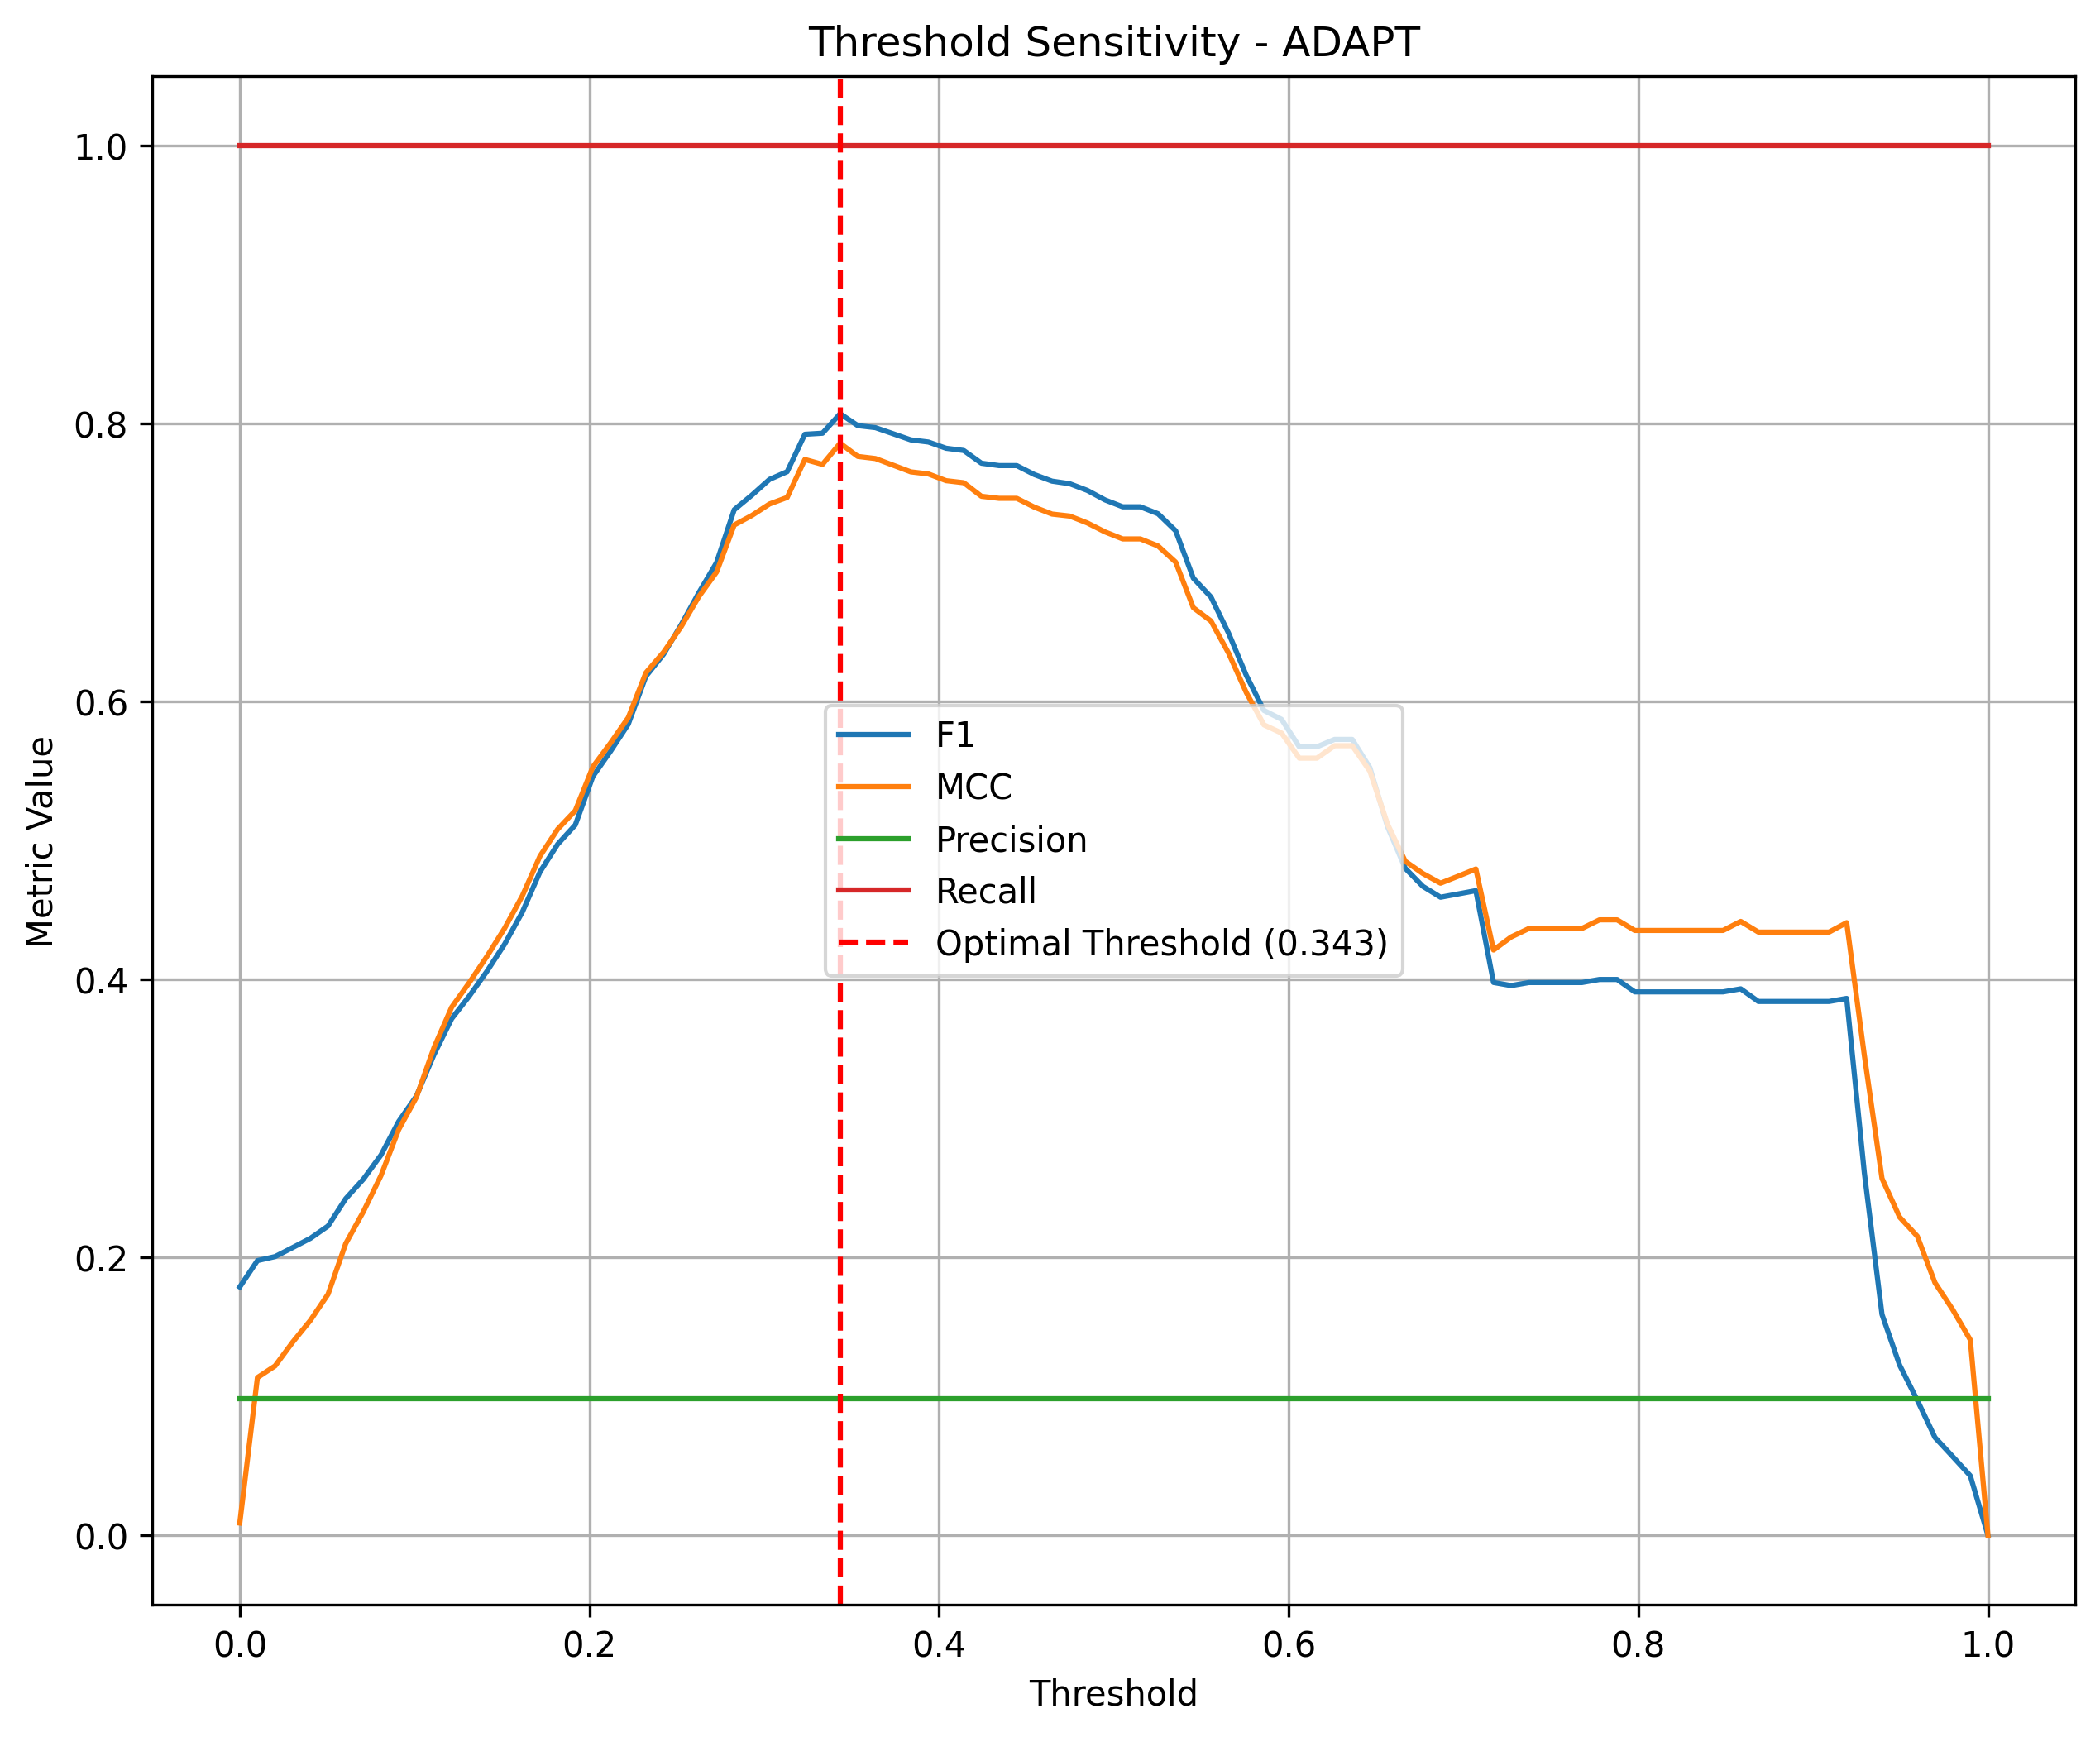 Threshold Sensitivity - ADAPT
Metric Value
1.0
0.8
0.6
0.4
0.2
0.0
F1
MCC
Precision
Recall
Optimal Threshold (0.343)
0.0 0.2 0.4 0.6 0.8 1.0
Threshold